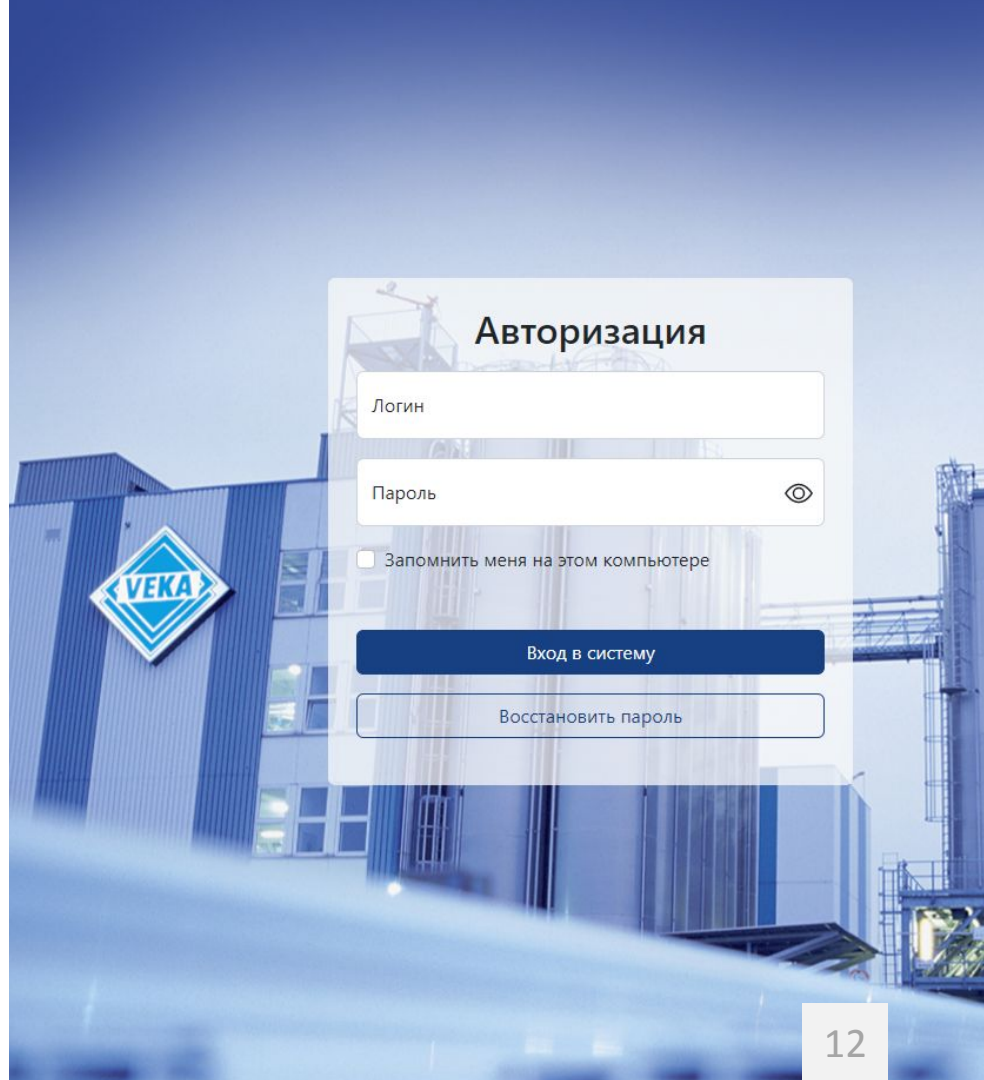 Авторизация
Логин
Пароль
VEKA
Запомнить меня на этом компьютере
Вход в систему
Восстановить пароль
12